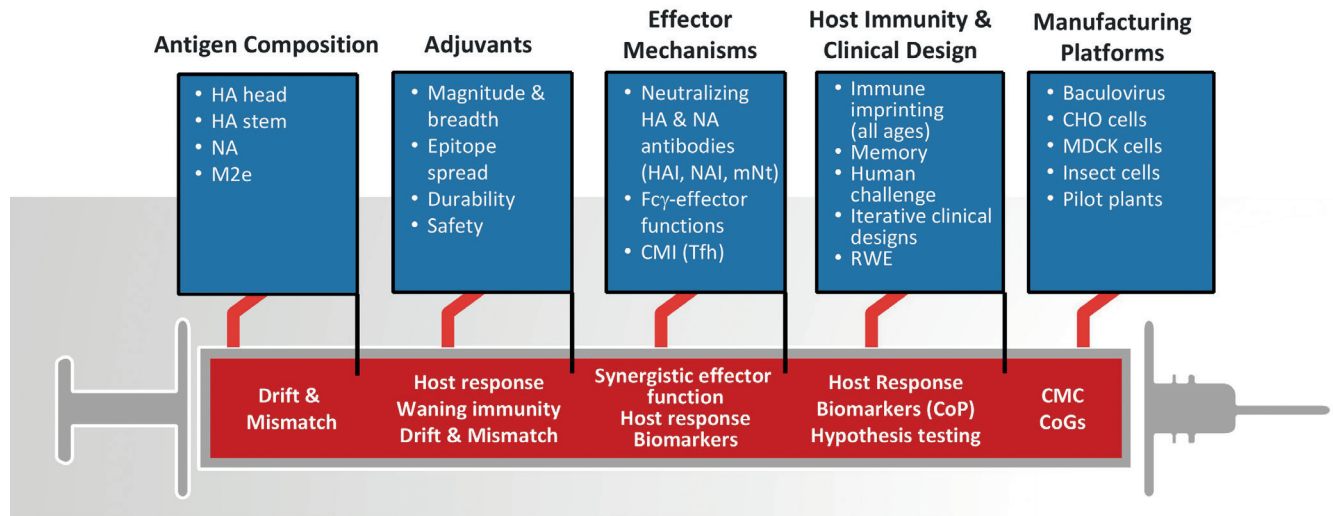 Antigen Composition
• HA head
• HA stem
• NA
• M2e
Drift &
Mismatch
Adjuvants
• Magnitude &
breadth
• Epitope
spread
• Durability
• Safety
Host response
Waning immunity
Drift & Mismatch
Effector
Mechanisms
• Neutralizing
HA & NA
antibodies
(HAI, NAI, mNt)
• Fcγ-effector
functions
• CMI (Tfh)
Synergistic effector
function
Host response
Biomarkers
Host Immunity &
Clinical Design
• Immune
imprinting
(all ages)
• Memory
• Human
challenge
• Iterative clinical
designs
• RWE
Host Response
Biomarkers (CoP)
Hypothesis testing
Manufacturing
Platforms
• Baculovirus
• CHO cells
• MDCK cells
• Insect cells
• Pilot plants
CMC
CoGs